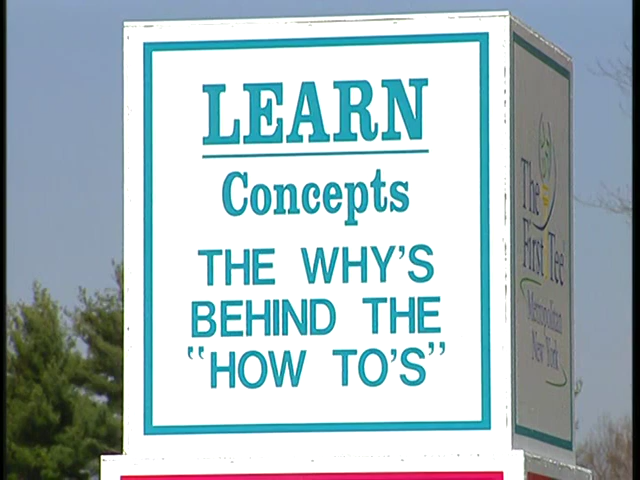 LEARN
Concepts
THE WHY'S
BEHIND THE
"HOW TO'S"
The
First Tee
Metropolitan
New York